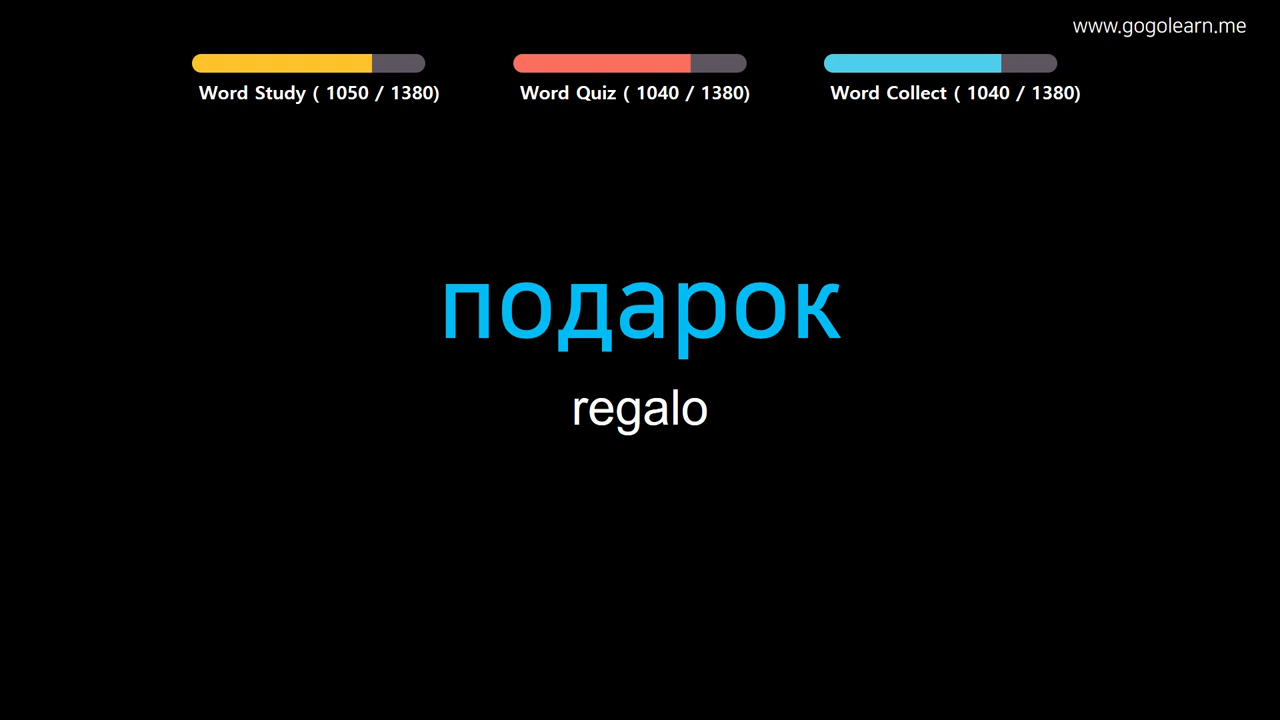 www.gogolearn.me
Word Study ( 1050 / 1380)
Word Quiz ( 1040 / 1380)
Word Collect ( 1040 / 1380)
подарок
regalo